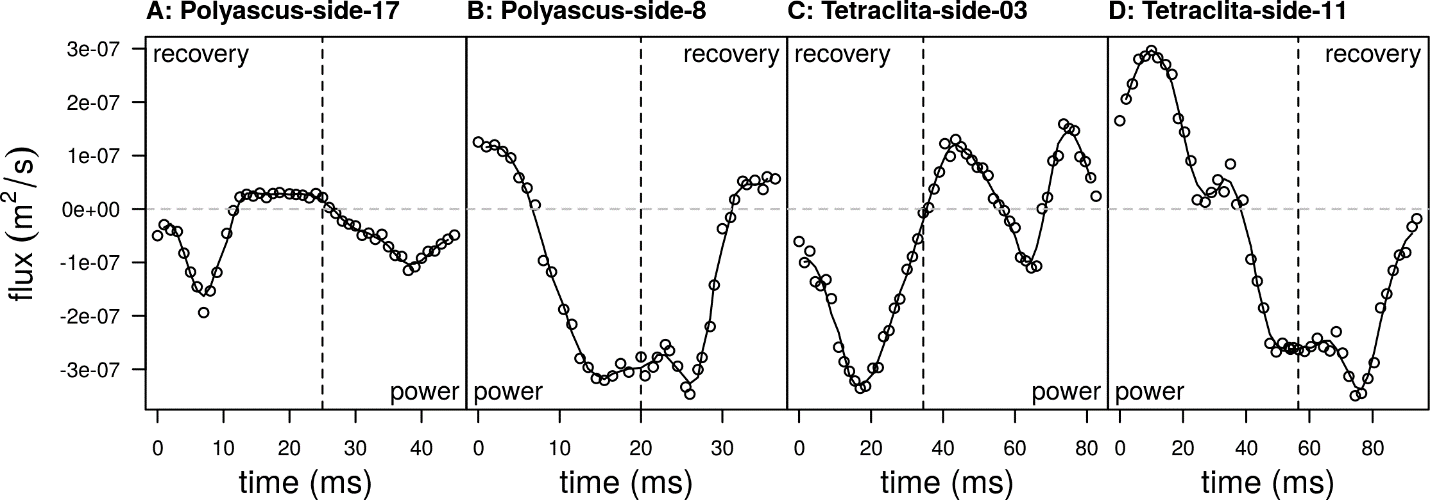 A: Polyascus-side-17
B: Polyascus-side-8
C: Tetraclita-side-03
D: Tetraclita-side-11
recovery
recovery
recovery
recovery
3e-07
2e-07
1e-07
0e+00
-1e-07
-2e-07
-3e-07
flux (m²/s)
power
power
power
power
0 10 20 30 40
0 10 20 30
0 20 40 60 80
0 20 40 60 80
time (ms)
time (ms)
time (ms)
time (ms)